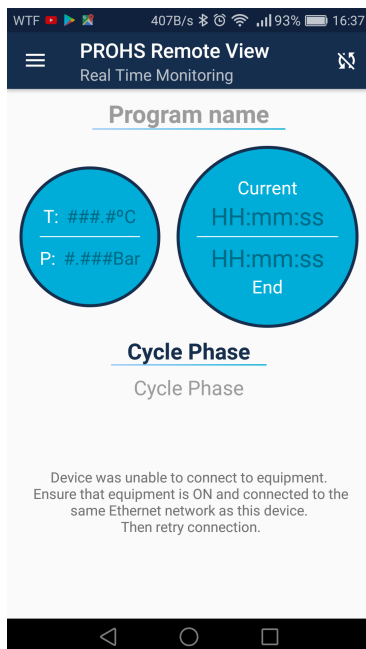 WTF 407B/s 93% 16:37
PROHS Remote View
Real Time Monitoring
Program name
T: ###.#ºC
P: #.###Bar
Current
HH:mm:ss
HH:mm:ss
End
Cycle Phase
Cycle Phase
Device was unable to connect to equipment.
Ensure that equipment is ON and connected to the
same Ethernet network as this device.
Then retry connection.